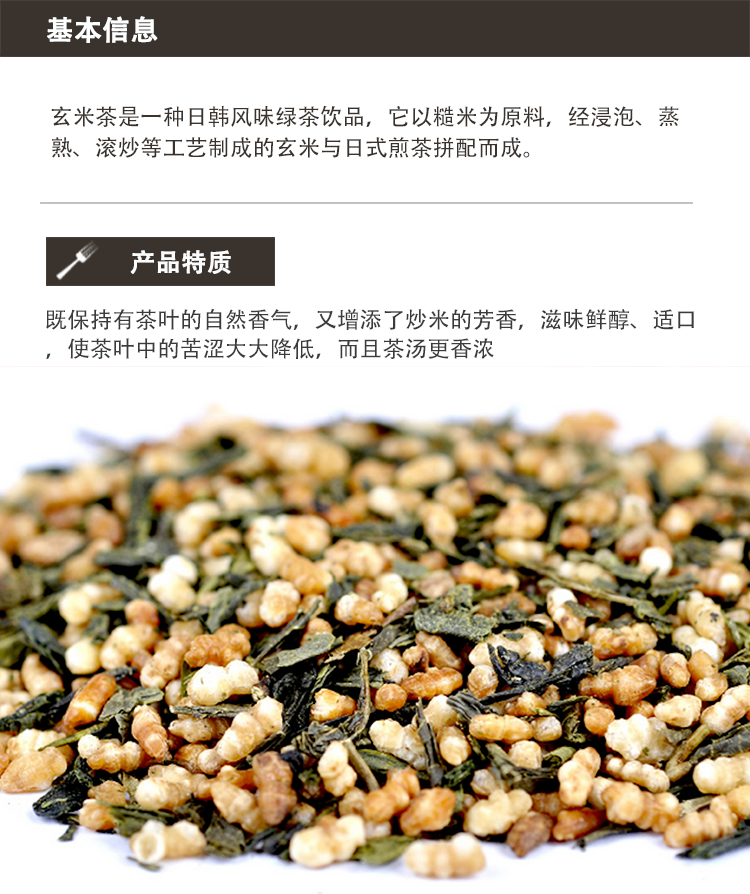 基本信息
玄米茶是一种日韩风味绿茶饮品，它以糙米为原料，经浸泡、蒸
熟、滚炒等工艺制成的玄米与日式煎茶拼配而成。
产品特质
既保持有茶叶的自然香气，又增添了炒米的芳香，滋味鲜醇、适口
，使茶叶中的苦涩大大降低，而且茶汤更香浓